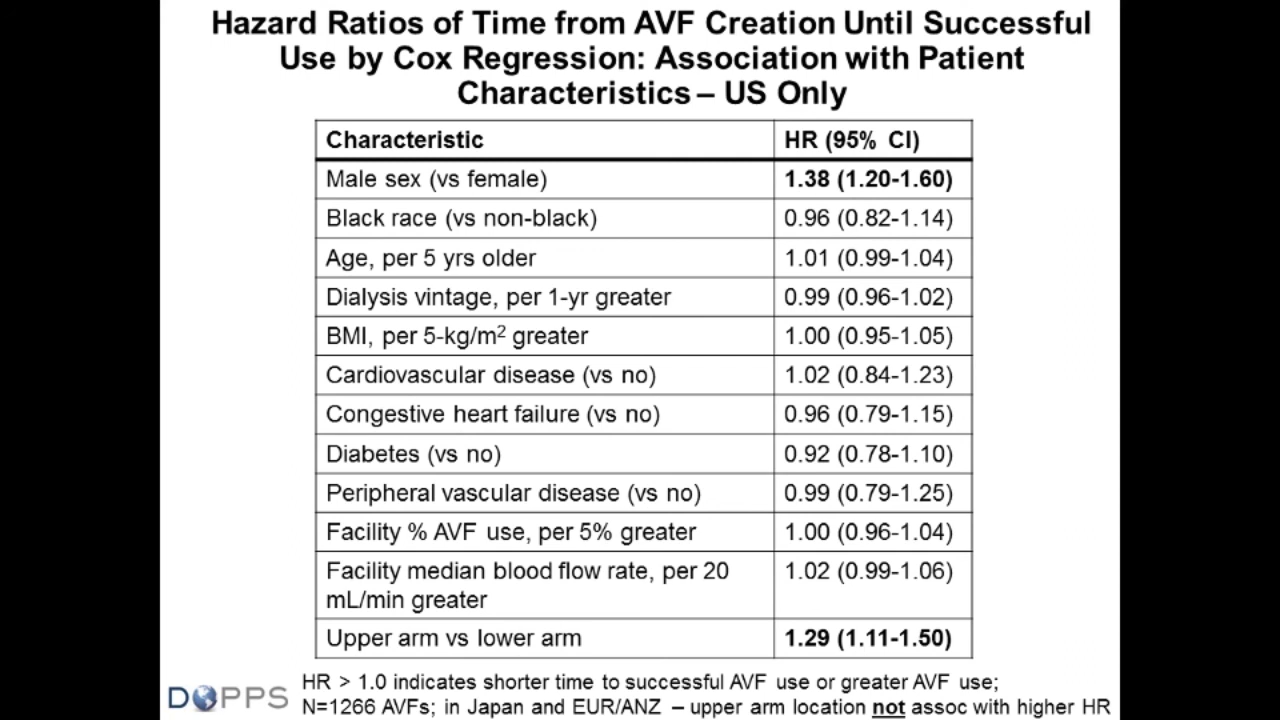 Hazard Ratios of Time from AVF Creation Until Successful
Use by Cox Regression: Association with Patient
Characteristics – US Only
Characteristic HR (95% CI)
Male sex (vs female) 1.38 (1.20-1.60)
Black race (vs non-black) 0.96 (0.82-1.14)
Age, per 5 yrs older 1.01 (0.99-1.04)
Dialysis vintage, per 1-yr greater 0.99 (0.96-1.02)
BMI, per 5-kg/m² greater 1.00 (0.95-1.05)
Cardiovascular disease (vs no) 1.02 (0.84-1.23)
Congestive heart failure (vs no) 0.96 (0.79-1.15)
Diabetes (vs no) 0.92 (0.78-1.10)
Peripheral vascular disease (vs no) 0.99 (0.79-1.25)
Facility % AVF use, per 5% greater 1.00 (0.96-1.04)
Facility median blood flow rate, per 20 1.02 (0.99-1.06)
mL/min greater
Upper arm vs lower arm 1.29 (1.11-1.50)
DOPPS
HR > 1.0 indicates shorter time to successful AVF use or greater AVF use;
N=1266 AVFs; in Japan and EUR/ANZ – upper arm location not assoc with higher HR